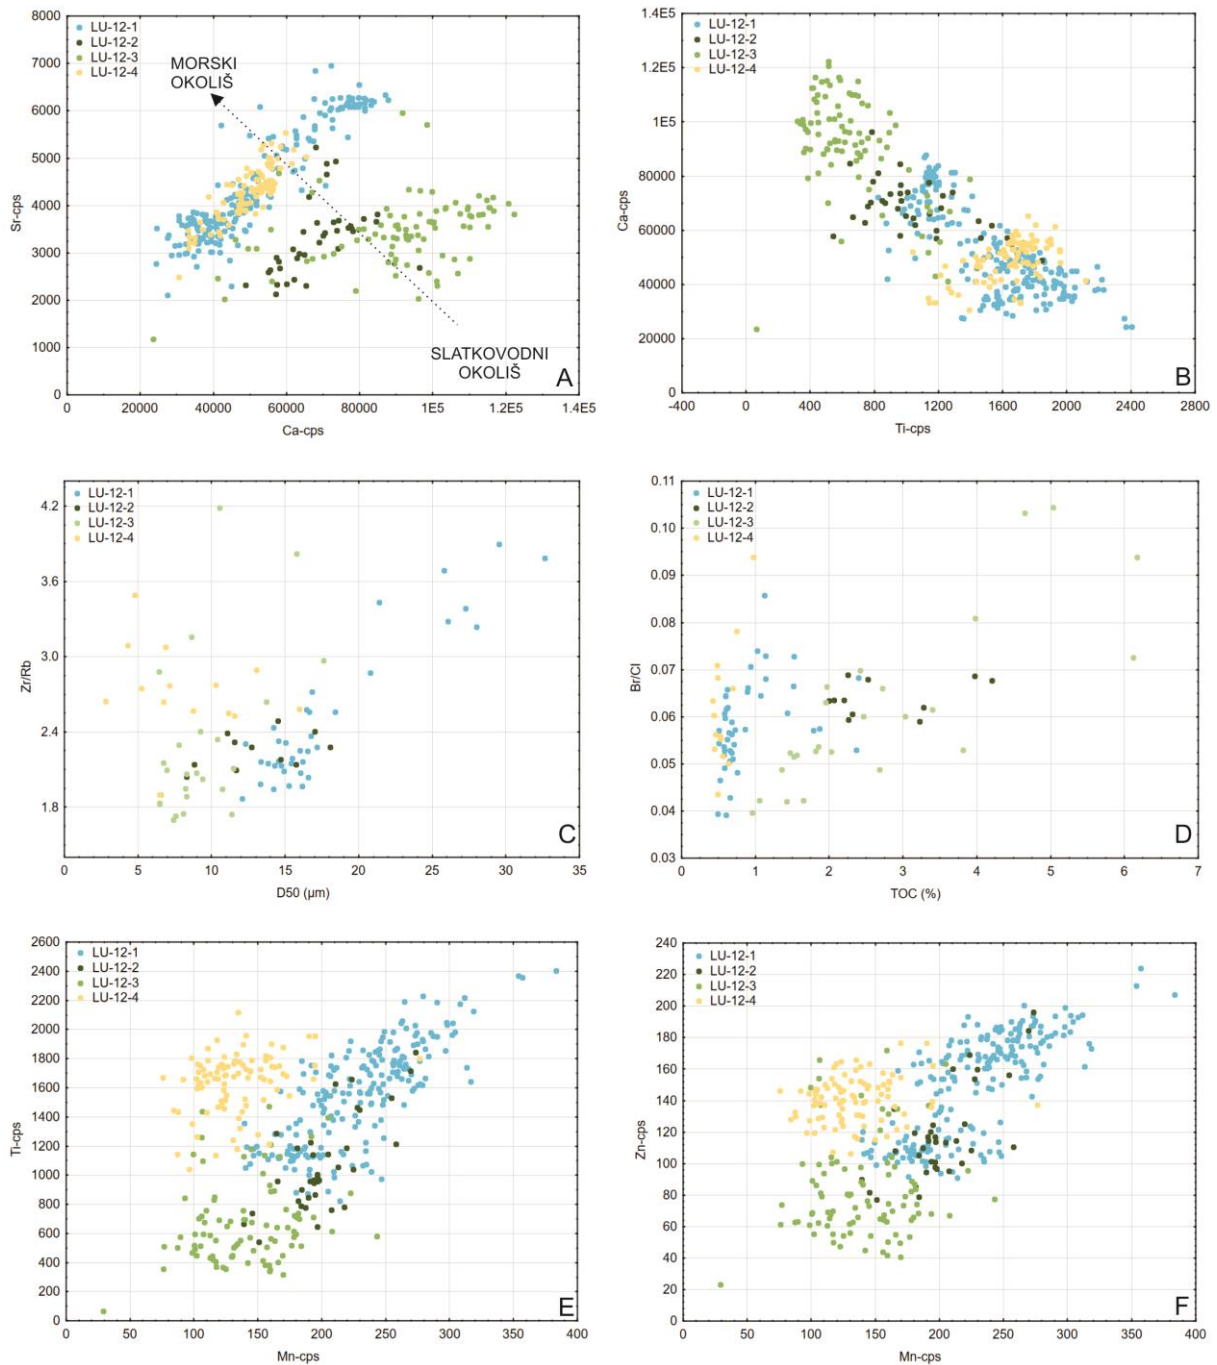 8000
7000
6000
5000
4000
3000
2000
1000
0
Sr-cps
LU-12-1
LU-12-2
LU-12-3
LU-12-4
MORSKI
OKOLIŠ
SLATKOVODNI
OKOLIŠ
A
0 20000 40000 60000 80000 1E5 1.2E5 1.4E5
Ca-cps
1.4E5
1.2E5
1E5
80000
60000
40000
20000
0
Ca-cps
LU-12-1
LU-12-2
LU-12-3
LU-12-4
B
-400 0 400 800 1200 1600 2000 2400 2800
Ti-cps
4.2
3.6
3.0
2.4
1.8
Zr/Rb
LU-12-1
LU-12-2
LU-12-3
LU-12-4
C
0 5 10 15 20 25 30 35
D50 (µm)
0.11
0.10
0.09
0.08
0.07
0.06
0.05
0.04
0.03
Br/Cl
LU-12-1
LU-12-2
LU-12-3
LU-12-4
D
0 1 2 3 4 5 6 7
TOC (%)
2600
2400
2200
2000
1800
1600
1400
1200
1000
800
600
400
200
0
Ti-cps
LU-12-1
LU-12-2
LU-12-3
LU-12-4
E
0 50 100 150 200 250 300 350 400
Mn-cps
240
220
200
180
160
140
120
100
80
60
40
20
0
Zn-cps
LU-12-1
LU-12-2
LU-12-3
LU-12-4
F
0 50 100 150 200 250 300 350 400
Mn-cps